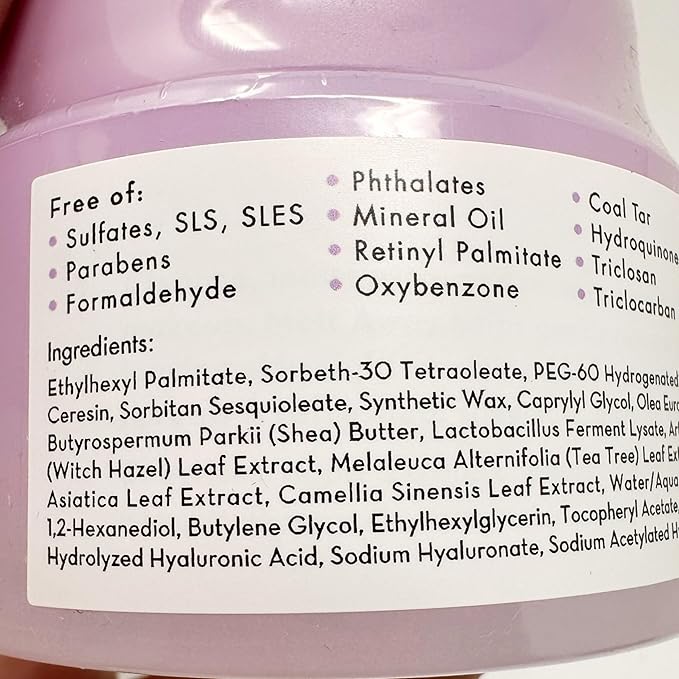 Free of:
• Sulfates, SLS, SLES
• Parabens
• Formaldehyde
• Phthalates
• Mineral Oil
• Retinyl Palmitate
• Oxybenzone
• Coal Tar
• Hydroquinone
• Triclosan
• Triclocarban
Ingredients:
Ethylhexyl Palmitate, Sorbeth-30 Tetraoleate, PEG-60 Hydrogenated
Ceresin, Sorbitan Sesquioleate, Synthetic Wax, Caprylyl Glycol, Olea
Butyrospermum Parkii (Shea) Butter, Lactobacillus Ferment Lysate,
(Witch Hazel) Leaf Extract, Melaleuca Alternifolia (Tea Tree) Leaf
Asiatica Leaf Extract, Camellia Sinensis Leaf Extract, Water/Aqua
1,2-Hexanediol, Butylene Glycol, Ethylhexylglycerin, Tocopheryl Acetate,
Hydrolyzed Hyaluronic Acid, Sodium Hyaluronate, Sodium Acetylated